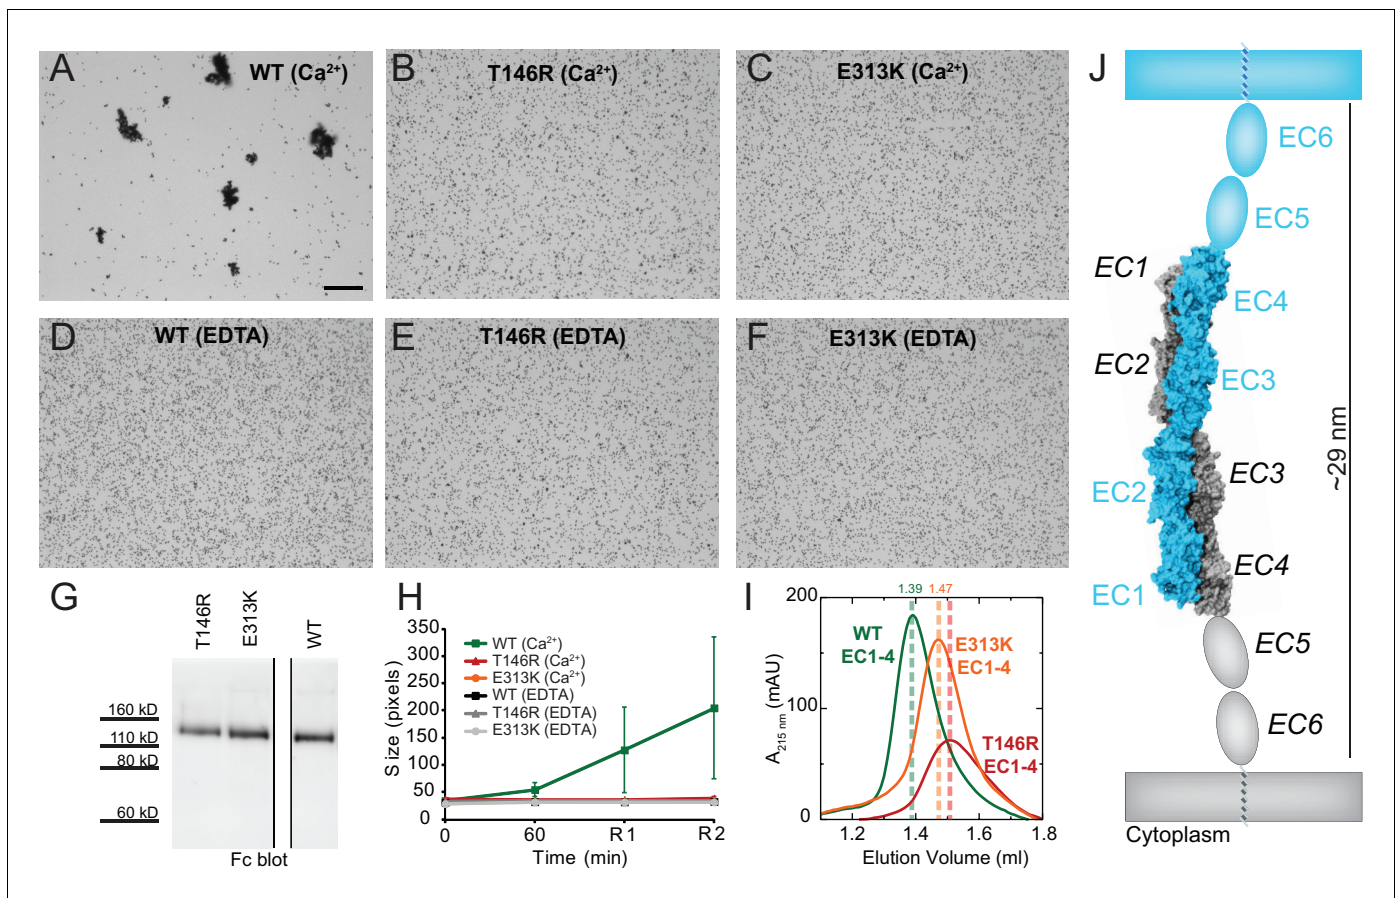 A
WT (Ca²⁺)
B
T146R (Ca²⁺)
C
E313K (Ca²⁺)
D
WT (EDTA)
E
T146R (EDTA)
F
E313K (EDTA)
G
T146R
E313K
WT
160 kD
110 kD
80 kD
60 kD
Fc blot
H
350
300
250
200
150
100
50
0
Size (pixels)
WT (Ca²⁺)
T146R (Ca²⁺)
E313K (Ca²⁺)
WT (EDTA)
T146R (EDTA)
E313K (EDTA)
0
60
R1
R2
Time (min)
I
1.39
1.47
200
100
0
A215 nm (mAU)
WT
EC1-4
E313K
EC1-4
T146R
EC1-4
1.2
1.4
1.6
1.8
Elution Volume (ml)
J
EC6
EC5
EC1
EC4
EC2
EC3
EC2
EC3
EC4
EC1
EC5
EC6
~29 nm
Cytoplasm